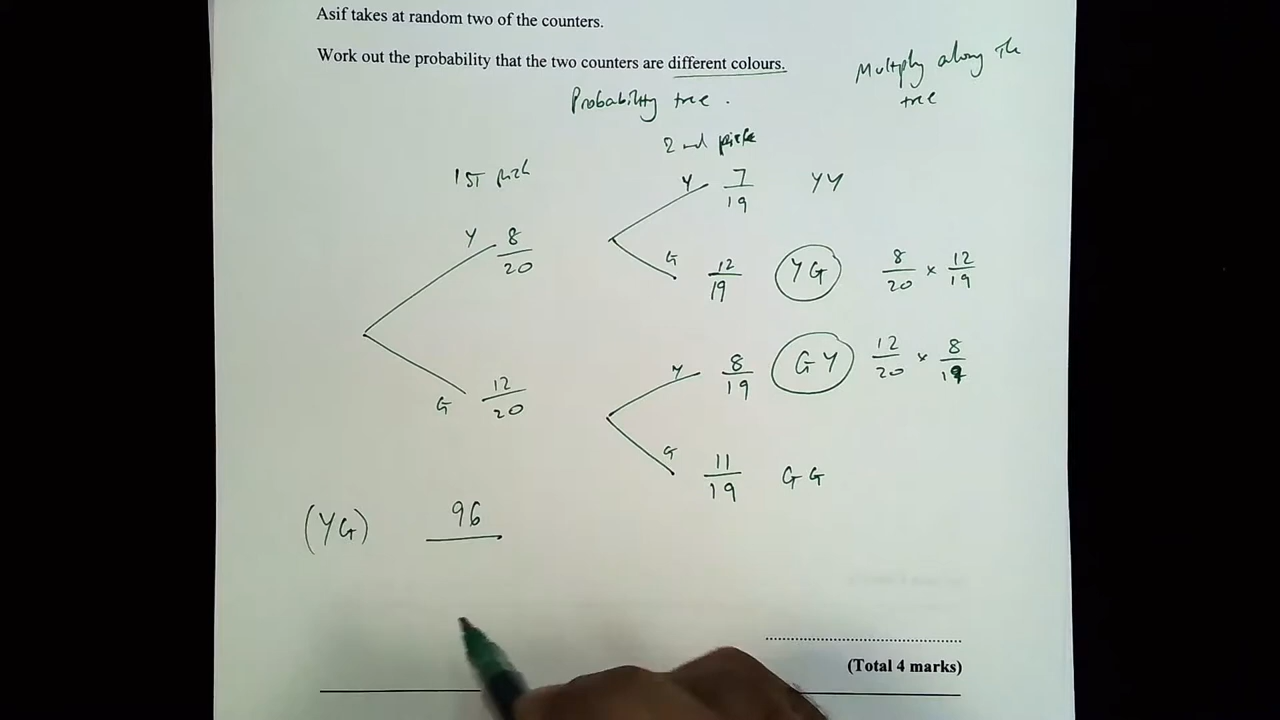 Asif takes at random two of the counters.
Work out the probability that the two counters are different colours.
Multiply along the
tree
Probability tree .
2nd pick
1st pick
Y 7/19 YY
Y 8/20
G 12/19 YG 8/20 × 12/19
Y 8/19 GY 12/20 × 8/19
G 12/20
G 11/19 GG
(YG) 96
(Total 4 marks)